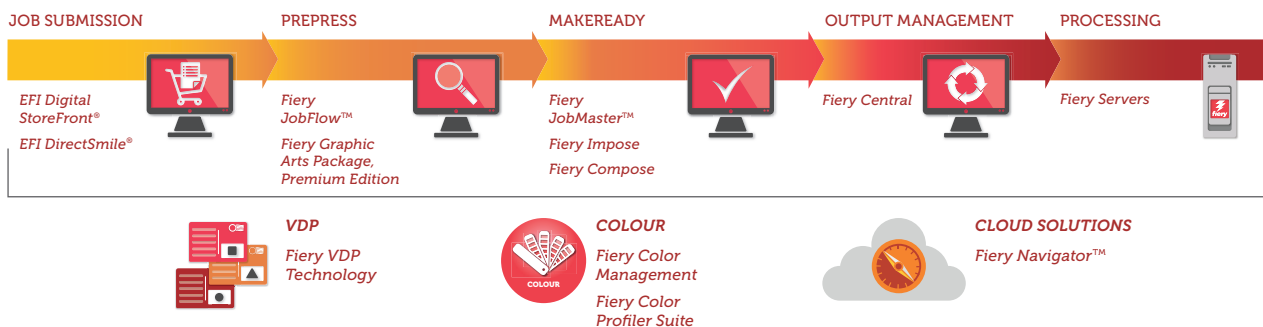 JOB SUBMISSION
PREPRESS
MAKEREADY
OUTPUT MANAGEMENT
PROCESSING
EFI Digital
StoreFront®
EFI DirectSmile®
Fiery
JobFlow™
Fiery Graphic
Arts Package,
Premium Edition
Fiery
JobMaster™
Fiery Impose
Fiery Compose
Fiery Central
Fiery Servers
fiery
VDP
Fiery VDP
Technology
COLOUR
COLOUR
Fiery Color
Management
Fiery Color
Profiler Suite
CLOUD SOLUTIONS
Fiery Navigator™